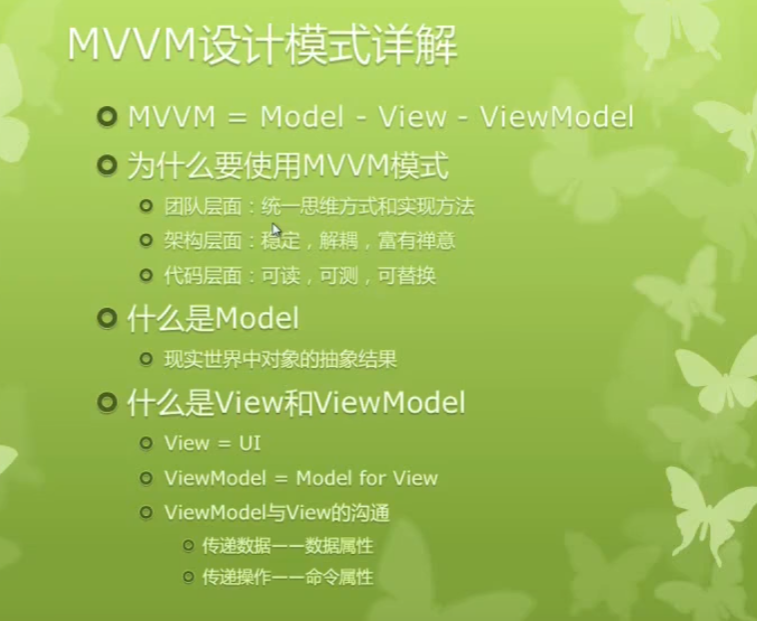 MVVM设计模式详解
MVVM = Model - View - ViewModel
为什么要使用MVVM模式
团队层面：统一思维方式和实现方法
架构层面：稳定，解耦，富有禅意
代码层面：可读，可测，可替换
什么是Model
现实世界中对象的抽象结果
什么是View和ViewModel
View = UI
ViewModel = Model for View
ViewModel与View的沟通
传递数据——数据属性
传递操作——命令属性